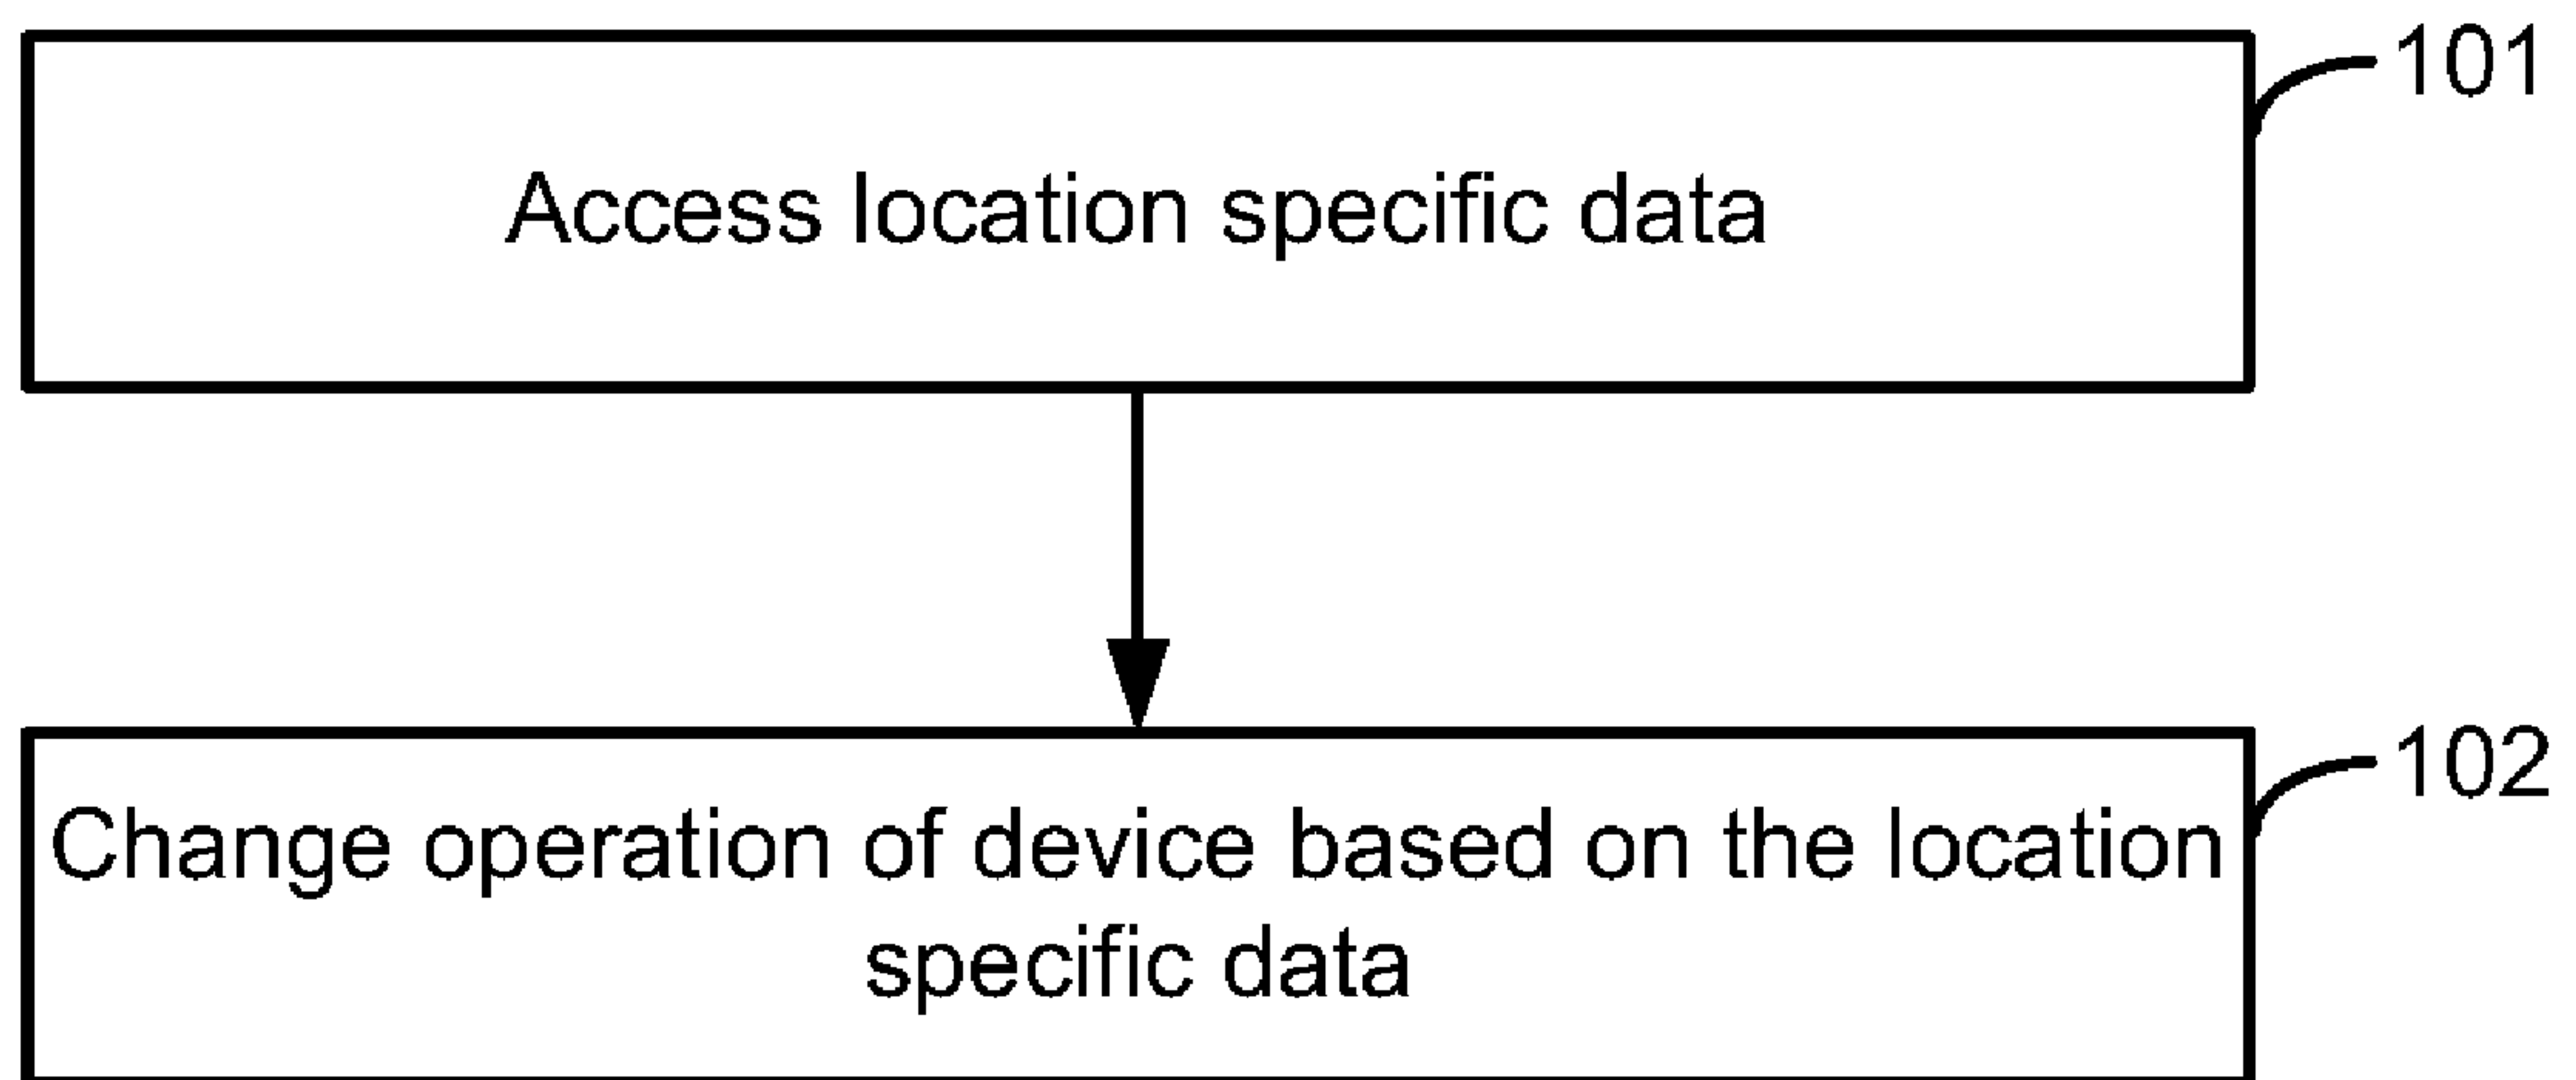 101
Access location specific data
102
Change operation of device based on the location
specific data